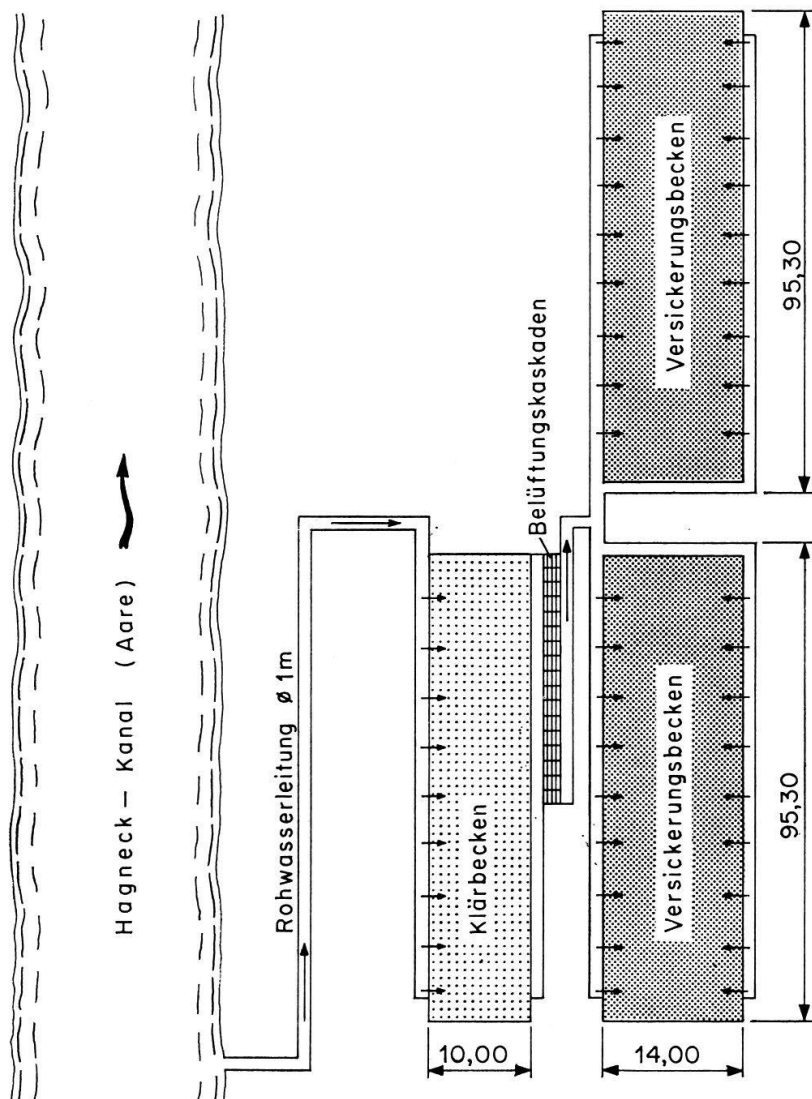 Hagneck – Kanal (Aare)
Rohwasserleitung ø 1m
Klärbecken
Belüftungskaskaden
Versickerungsbecken
Versickerungsbecken
95,30
95,30
10,00
14,00